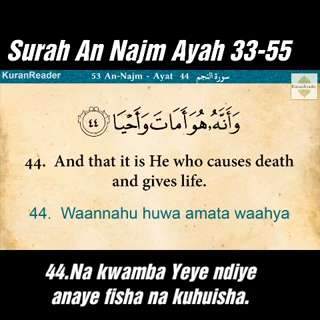 Surah An Najm Ayah 33-55
KuranReader
53 An-Najm - Ayat 44 سورة النجم
KuranReader
وَأَنَّهُۥ هُوَ أَمَاتَ وَأَحْيَا ٤٤
44. And that it is He who causes death
and gives life.
44. Waannahu huwa amata waahya
44.Na kwamba Yeye ndiye
anaye fisha na kuhuisha.